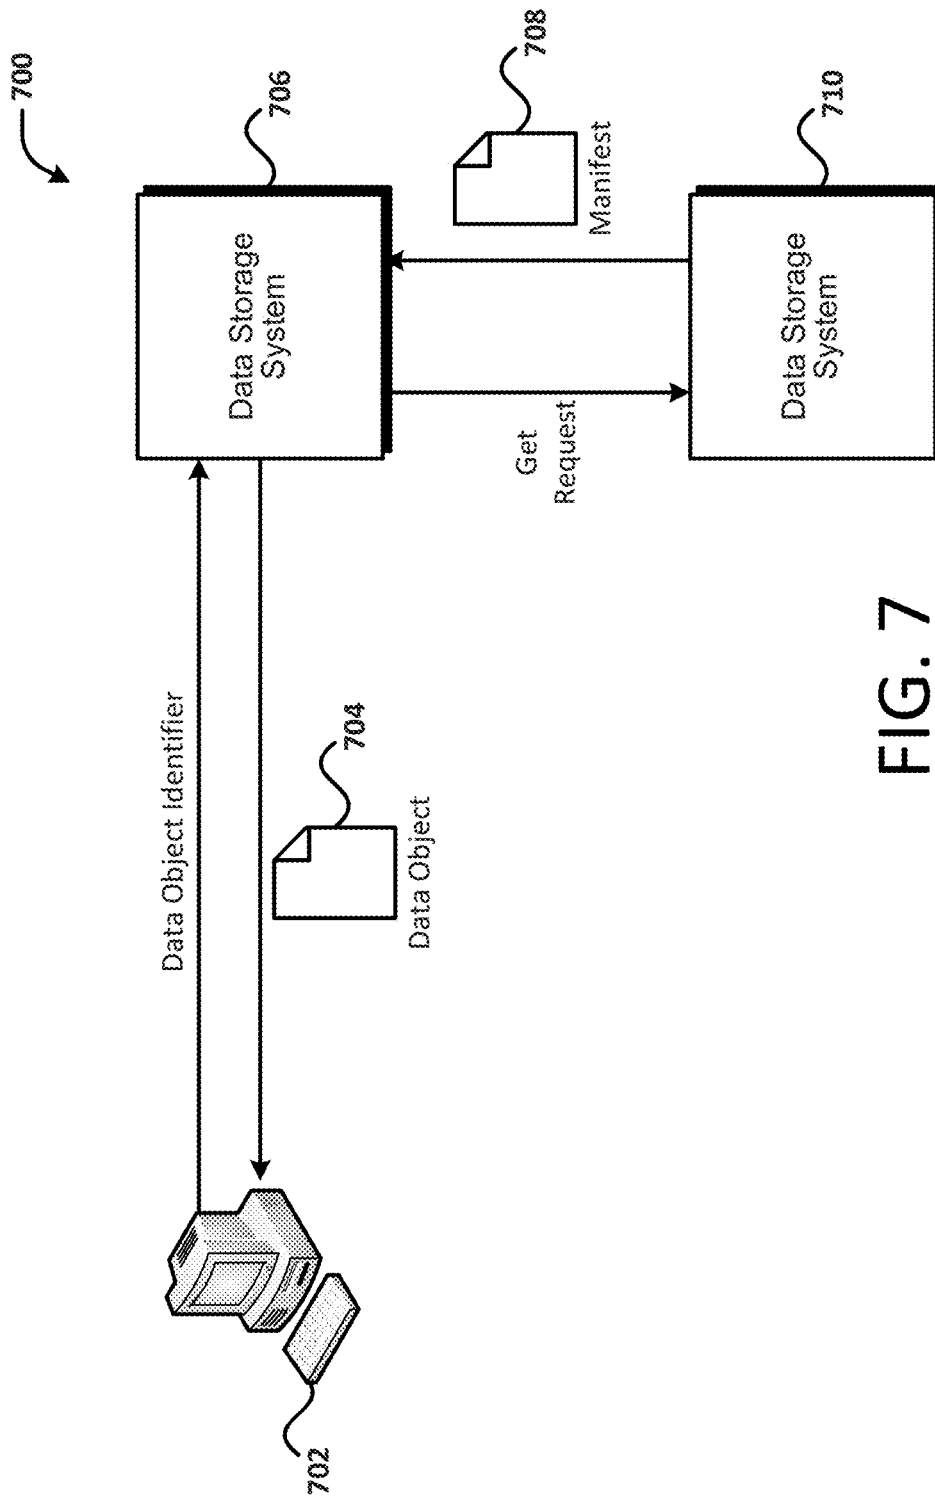 700
Data Object Identifier
Data Storage
System
706
704
Data Object
702
Get
Request
708
Manifest
Data Storage
System
710
FIG. 7